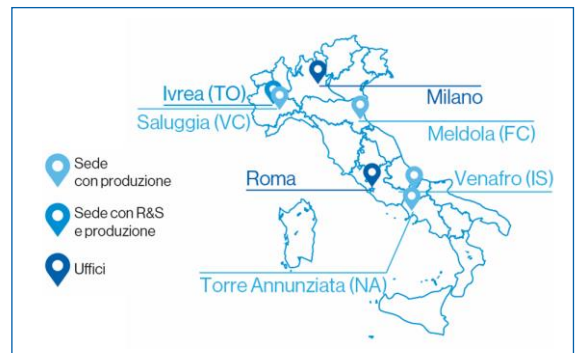 Ivrea (TO)
Milano
Saluggia (VC)
Meldola (FC)
Sede
con produzione
Roma
Venafro (IS)
Sede con R&S
e produzione
Uffici
Torre Annunziata (NA)